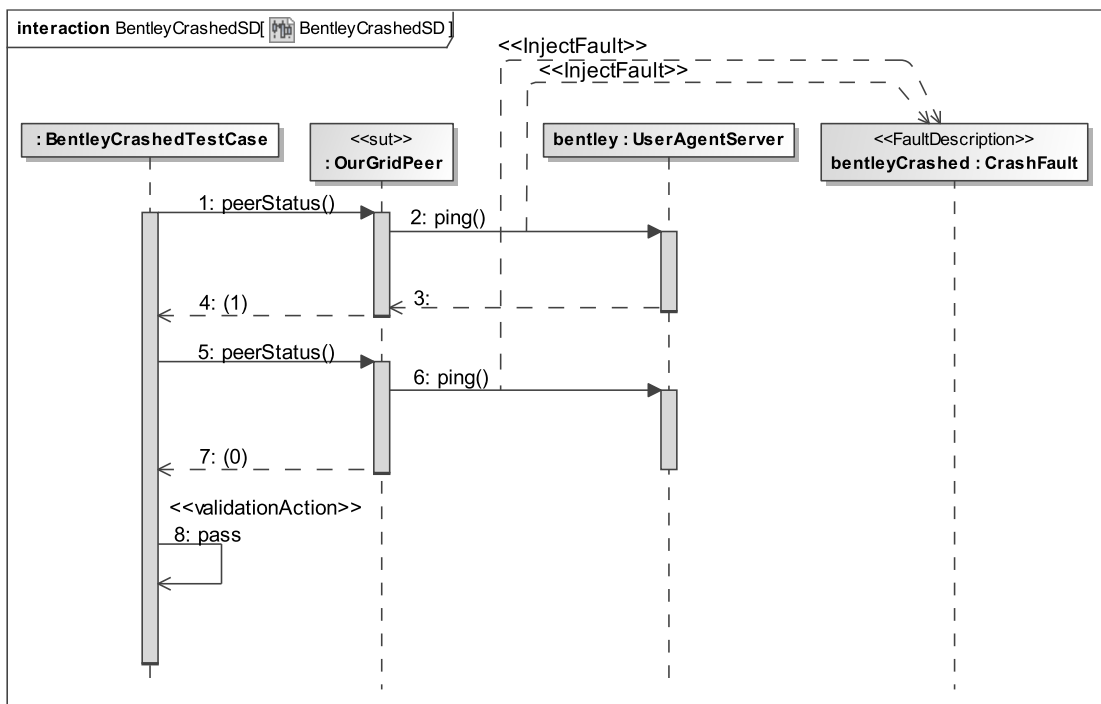 interaction BentleyCrashedSD[ BentleyCrashedSD ]
<<InjectFault>>
<<InjectFault>>
: BentleyCrashedTestCase
<<sut>>
: OurGridPeer
bentley : UserAgentServer
<<FaultDescription>>
bentleyCrashed : CrashFault
1: peerStatus()
2: ping()
3:
4: (1)
5: peerStatus()
6: ping()
7: (0)
<<validationAction>>
8: pass